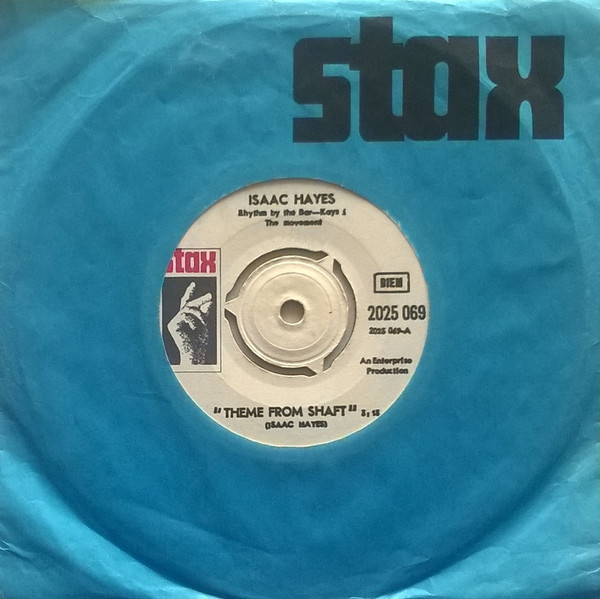 stax
ISAAC HAYES
Rhythm by the Bar—Kays &
The movement
stax
BIEM
2025 069
2025 069-A
An Enterprise
Production
"THEME FROM SHAFT" 3:15
(ISAAC HAYES)